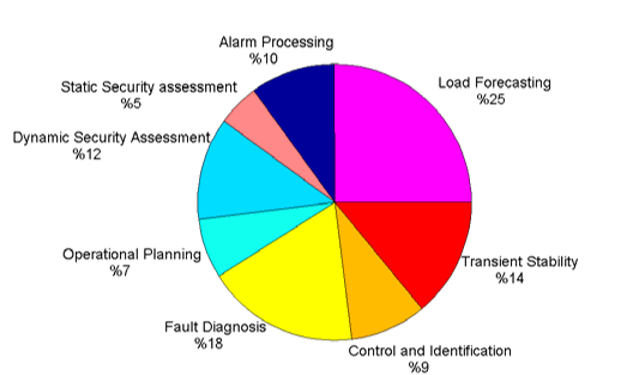 Alarm Processing
%10
Load Forecasting
%25
Static Security assessment
%5
Dynamic Security Assessment
%12
Operational Planning
%7
Transient Stability
%14
Fault Diagnosis
%18
Control and Identification
%9